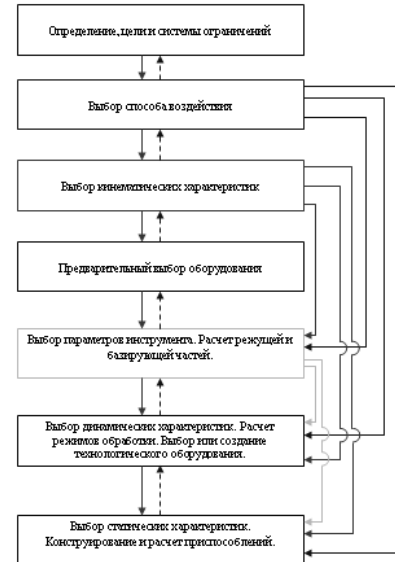 Определение, цели и системы ограничений
Выбор способа воздействия
Выбор кинематических характеристик
Предварительный выбор оборудования
Выбор параметров инструмента. Расчет режущей и
базирующей частей.
Выбор динамических характеристик. Расчет
режимов обработки. Выбор или создание
технологического оборудования.
Выбор статических характеристик.
Конструирование и расчет приспособлений.